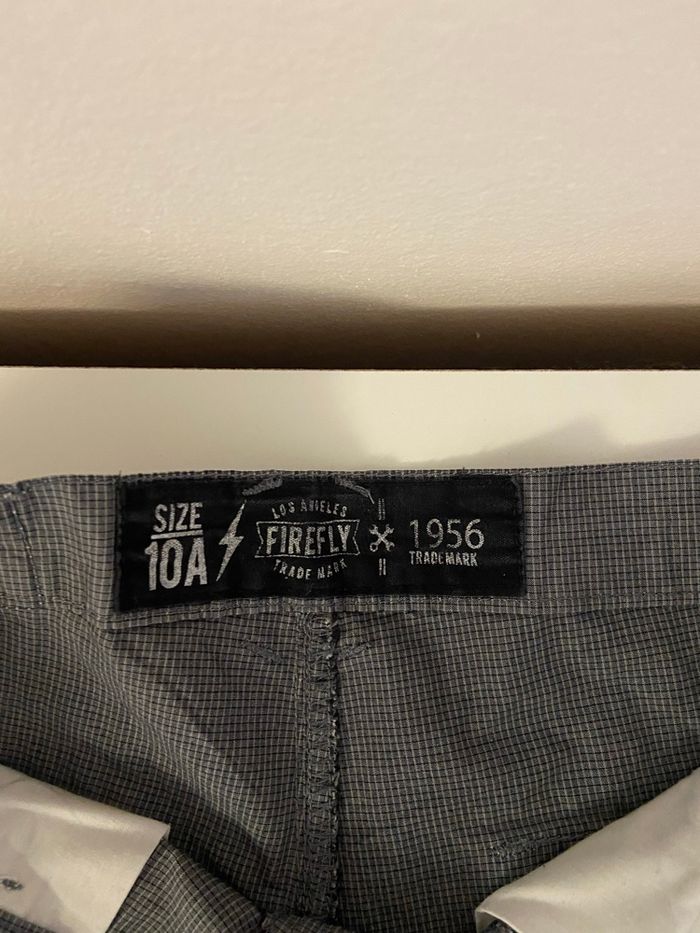 SIZE
10A
LOS ANGELES
FIREFLY
TRADE MARK
1956
TRADEMARK